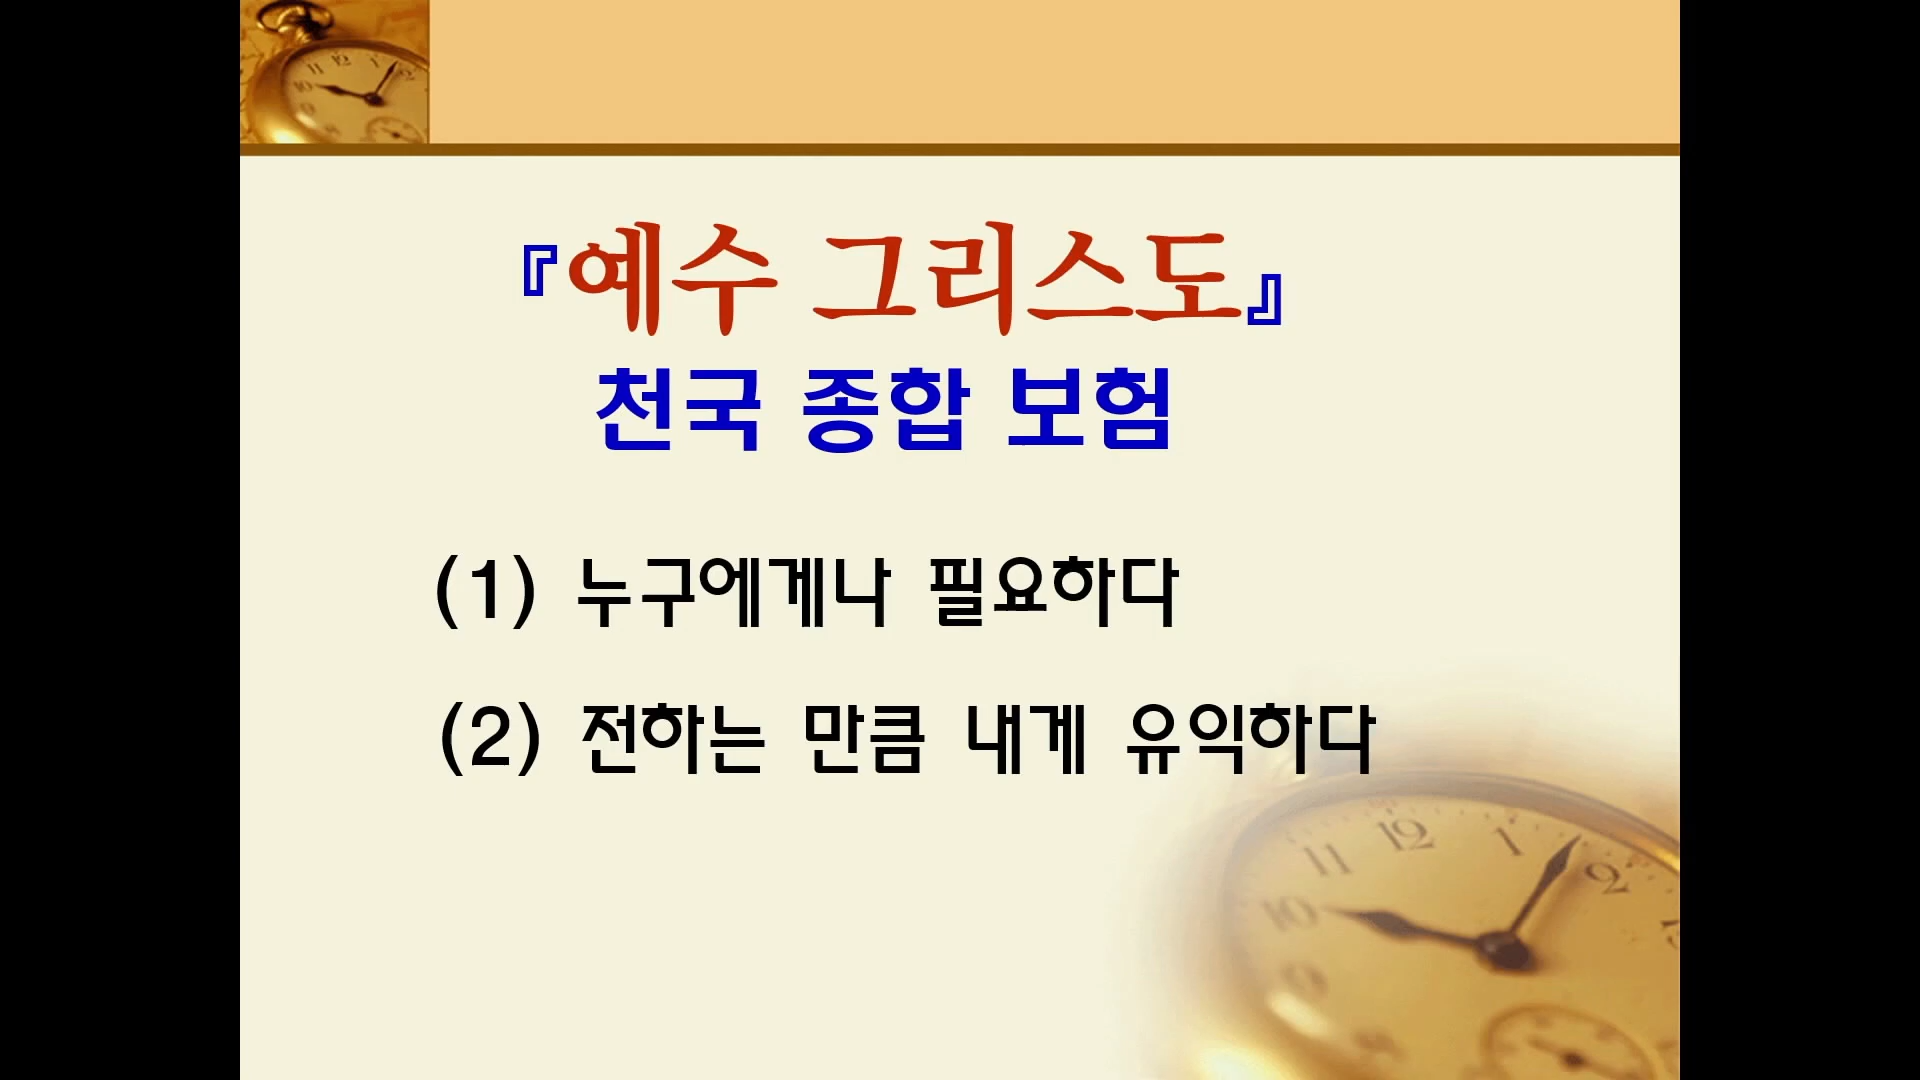 『예수 그리스도』
천국 종합 보험
(1) 누구에게나 필요하다
(2) 전하는 만큼 내게 유익하다